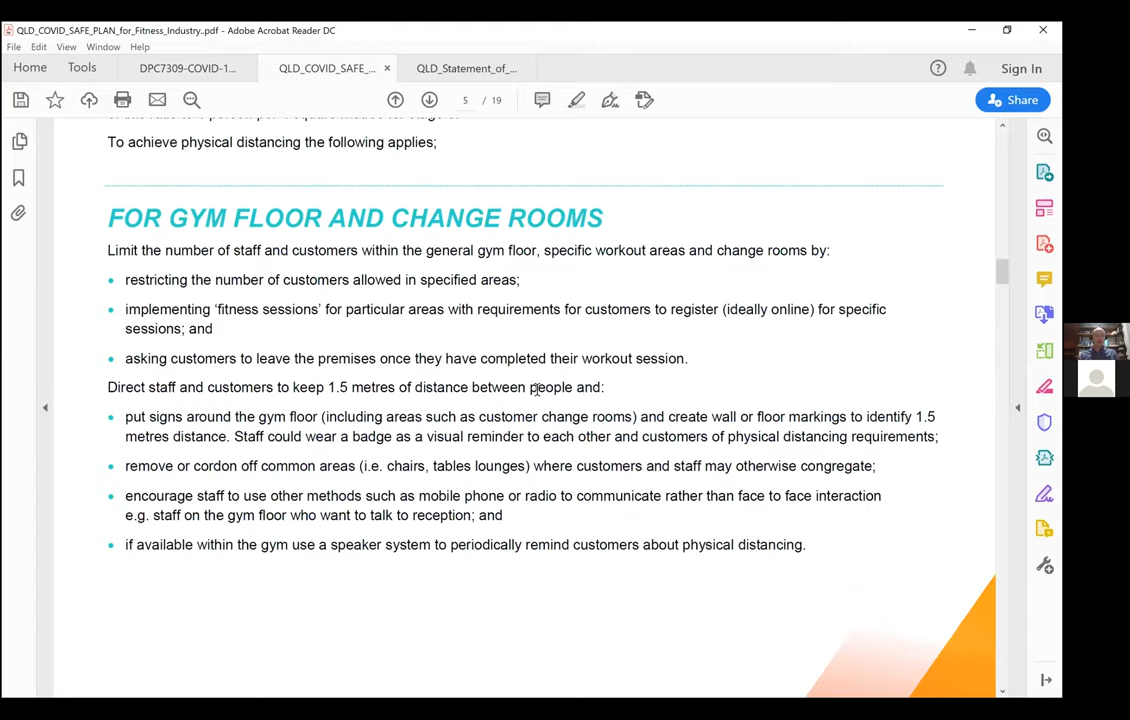 QLD_COVID_SAFE_PLAN_for_Fitness_Industry..pdf - Adobe Acrobat Reader DC
File Edit View Window Help
Home Tools DPC7309-COVID-1... QLD_COVID_SAFE_... × QLD_Statement_of_... Sign In
5 / 19 Share
To achieve physical distancing the following applies;
FOR GYM FLOOR AND CHANGE ROOMS
Limit the number of staff and customers within the general gym floor, specific workout areas and change rooms by:
• restricting the number of customers allowed in specified areas;
• implementing ‘fitness sessions’ for particular areas with requirements for customers to register (ideally online) for specific
sessions; and
• asking customers to leave the premises once they have completed their workout session.
Direct staff and customers to keep 1.5 metres of distance between people and:
• put signs around the gym floor (including areas such as customer change rooms) and create wall or floor markings to identify 1.5
metres distance. Staff could wear a badge as a visual reminder to each other and customers of physical distancing requirements;
• remove or cordon off common areas (i.e. chairs, tables lounges) where customers and staff may otherwise congregate;
• encourage staff to use other methods such as mobile phone or radio to communicate rather than face to face interaction
e.g. staff on the gym floor who want to talk to reception; and
• if available within the gym use a speaker system to periodically remind customers about physical distancing.